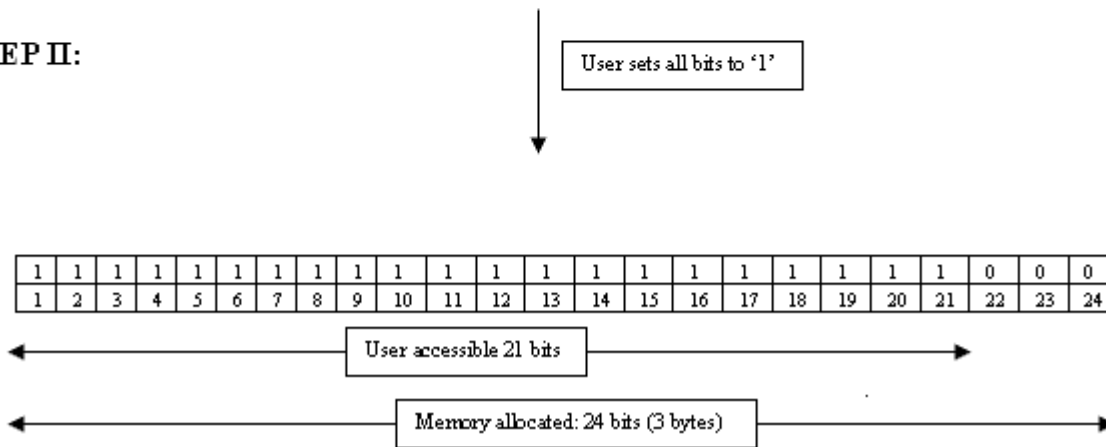 EP II:
User sets all bits to ‘1’
1 1 1 1 1 1 1 1 1 1 1 1 1 1 1 1 1 1 1 1 1 0 0 0
1 2 3 4 5 6 7 8 9 10 11 12 13 14 15 16 17 18 19 20 21 22 23 24
User accessible 21 bits
Memory allocated: 24 bits (3 bytes)